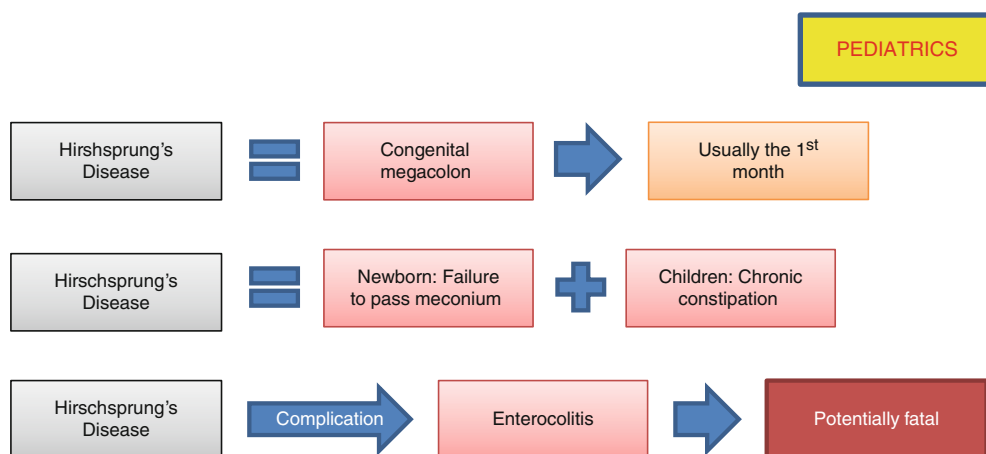 PEDIATRICS
Hirshsprung's
Disease
Congenital
megacolon
Usually the 1st
month
Hirschsprung's
Disease
Newborn: Failure
to pass meconium
Children: Chronic
constipation
Hirschsprung's
Disease
Complication
Enterocolitis
Potentially fatal